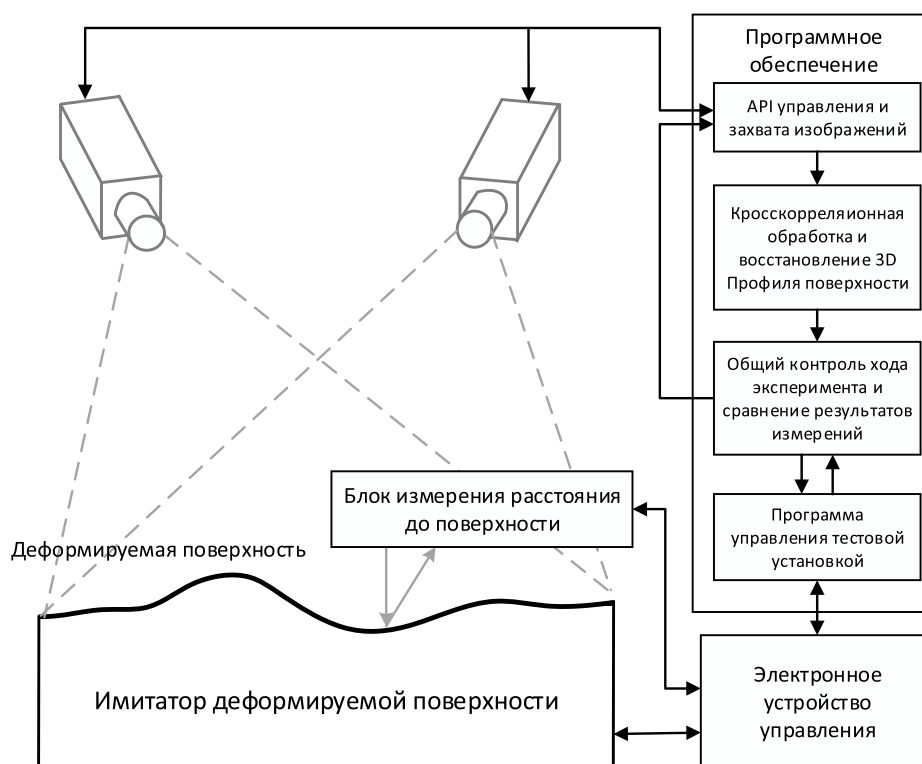 Программное
обеспечение
API управления и
захвата изображений
Кросскорреляионная
обработка и
восстановление 3D
Профиля поверхности
Общий контроль хода
эксперимента и
сравнение результатов
измерений
Блок измерения расстояния
до поверхности
Программа
управления тестовой
установкой
Деформируемая поверхность
Имитатор деформируемой поверхности
Электронное
устройство
управления